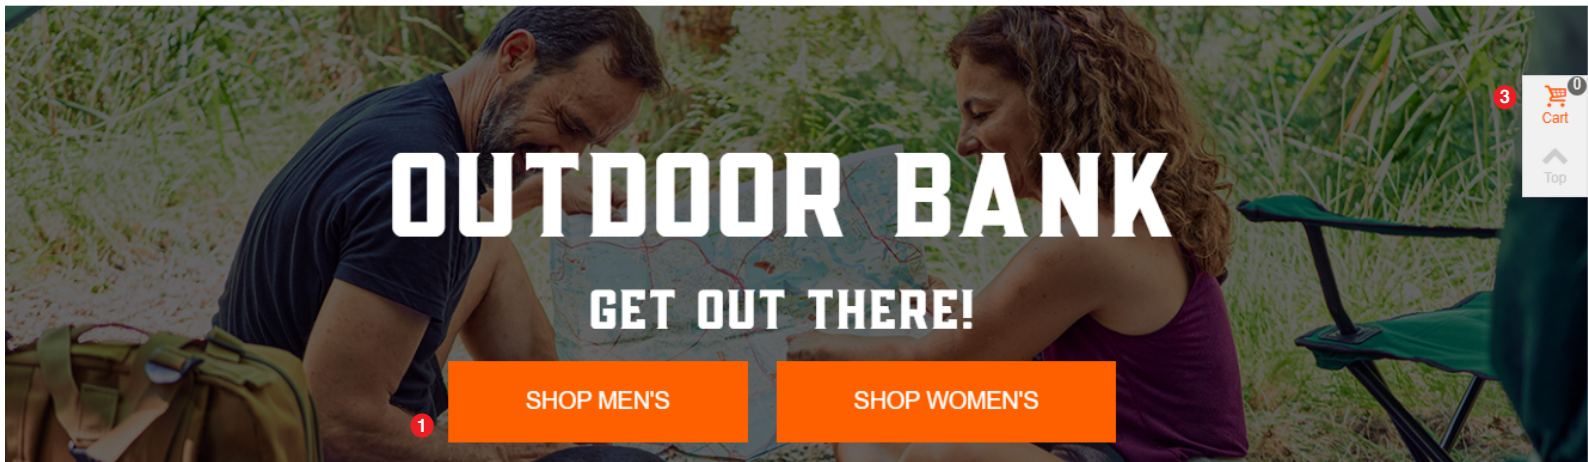 0
3
Cart
Top
OUTDOOR BANK
GET OUT THERE!
SHOP MEN'S
SHOP WOMEN'S
1